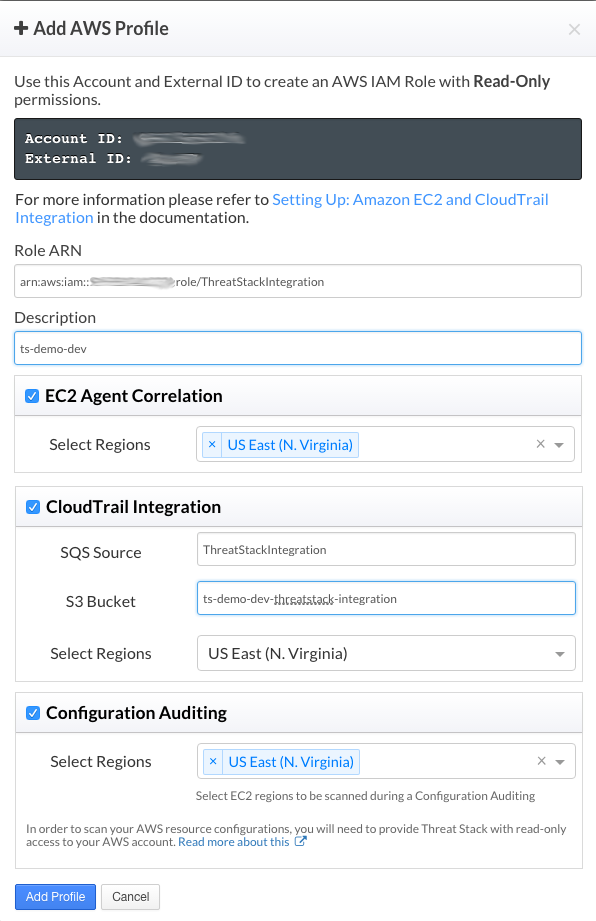 + Add AWS Profile ×
Use this Account and External ID to create an AWS IAM Role with Read-Only
permissions.
Account ID:
External ID:
For more information please refer to Setting Up: Amazon EC2 and CloudTrail
Integration in the documentation.
Role ARN
arn:aws:iam:: role/ThreatStackIntegration
Description
ts-demo-dev
EC2 Agent Correlation
Select Regions × US East (N. Virginia) ×
CloudTrail Integration
SQS Source ThreatStackIntegration
S3 Bucket ts-demo-dev-threatstack-integration
Select Regions US East (N. Virginia)
Configuration Auditing
Select Regions × US East (N. Virginia) ×
Select EC2 regions to be scanned during a Configuration Auditing
In order to scan your AWS resource configurations, you will need to provide Threat Stack with read-only
access to your AWS account. Read more about this
Add Profile Cancel